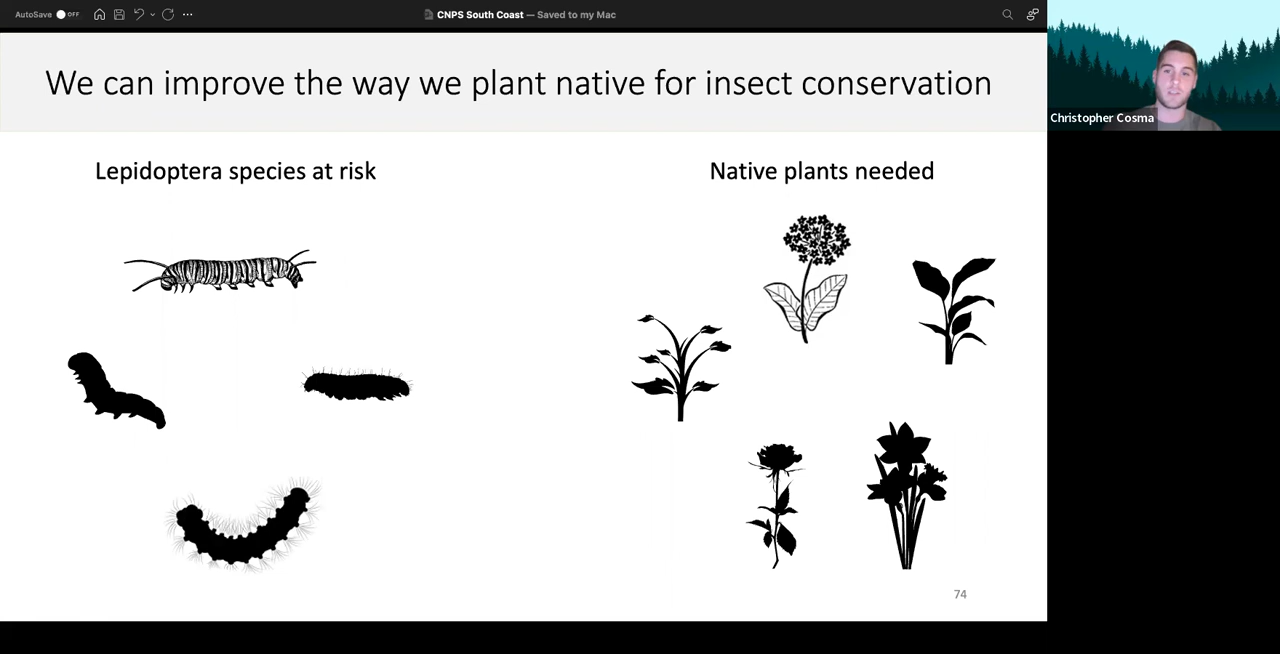 AutoSave OFF
CNPS South Coast — Saved to my Mac
We can improve the way we plant native for insect conservation
Christopher Cosma
Lepidoptera species at risk
Native plants needed
74